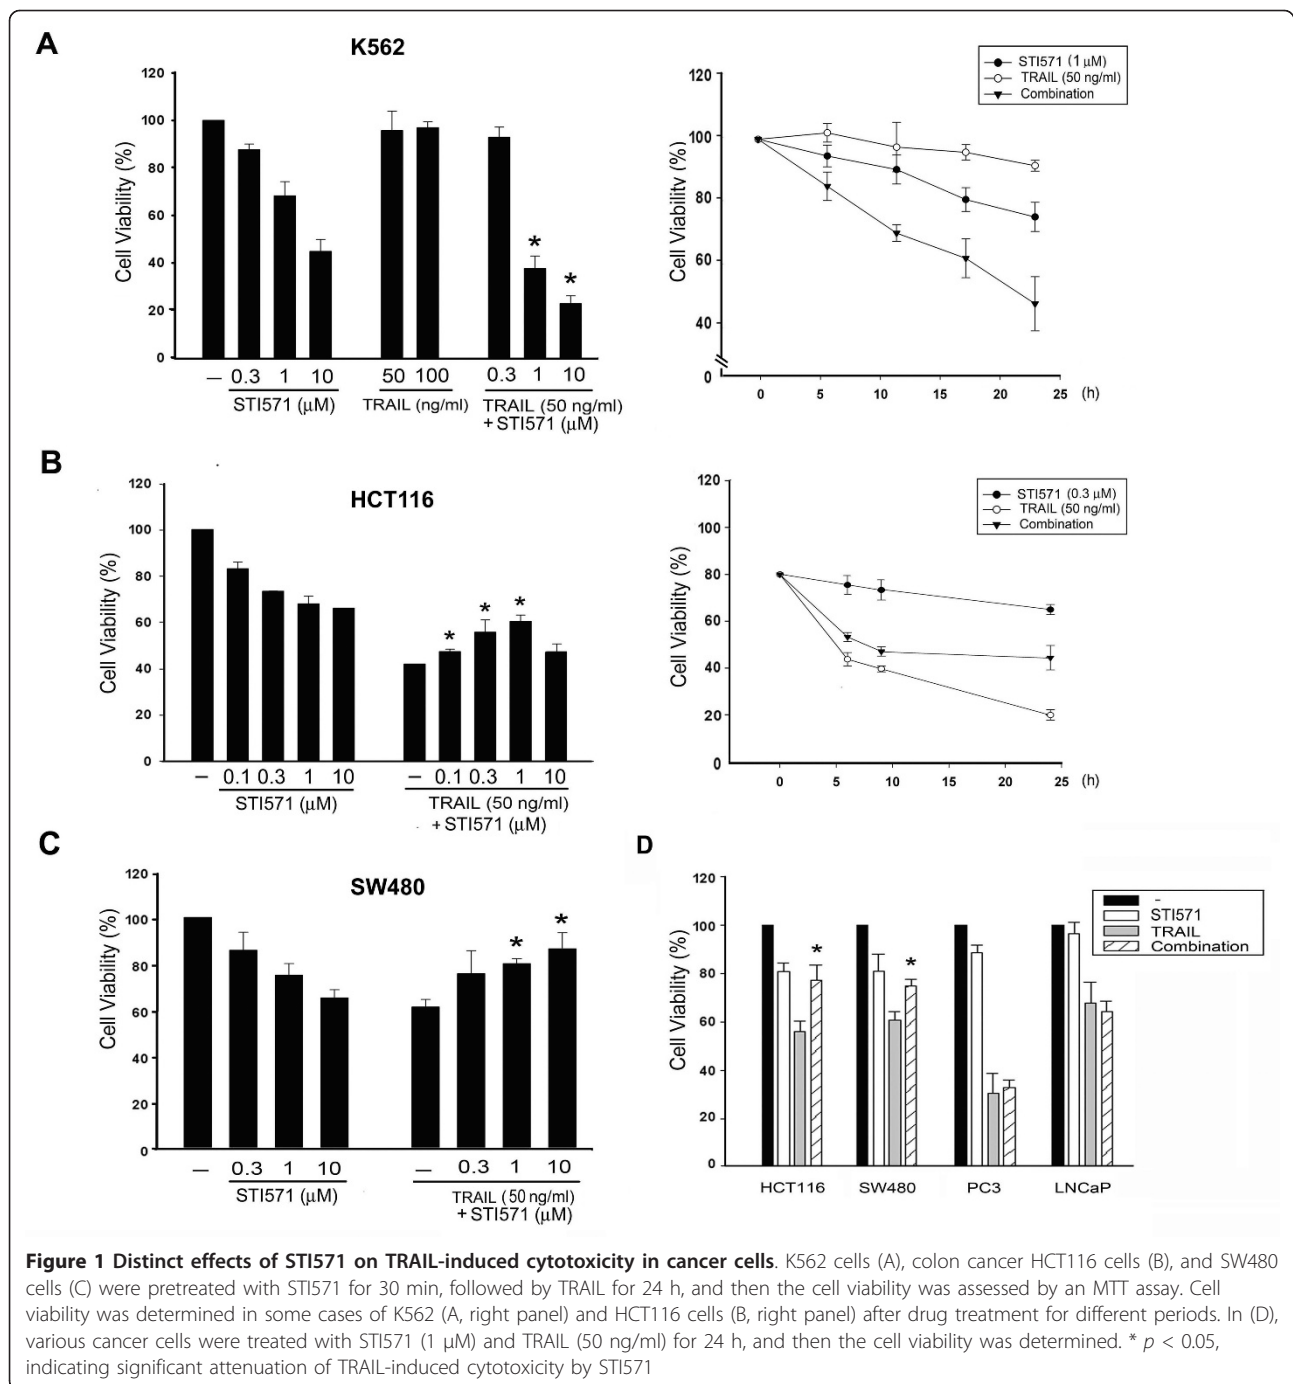 A
K562
120
100
80
60
40
20
0
Cell Viability (%)
– 0.3 1 10 50 100 0.3 1 10
STI571 (μM) TRAIL (ng/ml) TRAIL (50 ng/ml)
+ STI571 (μM)
* *
STI571 (1 μM)
TRAIL (50 ng/ml)
Combination
120
100
80
60
40
0
Cell Viability (%)
0 5 10 15 20 25 (h)
B
HCT116
120
100
80
60
40
20
0
Cell Viability (%)
* * *
– 0.1 0.3 1 10 – 0.1 0.3 1 10
STI571 (μM) TRAIL (50 ng/ml)
+ STI571 (μM)
STI571 (0.3 μM)
TRAIL (50 ng/ml)
Combination
120
100
80
60
40
20
0
Cell Viability (%)
0 5 10 15 20 25 (h)
C
SW480
120
100
80
60
40
20
0
Cell Viability (%)
* *
– 0.3 1 10 – 0.3 1 10
STI571 (μM) TRAIL (50 ng/ml)
+ STI571 (μM)
D
-
STI571
TRAIL
Combination
120
100
80
60
40
20
0
Cell Viability (%)
* *
HCT116 SW480 PC3 LNCaP
Figure 1 Distinct effects of STI571 on TRAIL-induced cytotoxicity in cancer cells. K562 cells (A), colon cancer HCT116 cells (B), and SW480
cells (C) were pretreated with STI571 for 30 min, followed by TRAIL for 24 h, and then the cell viability was assessed by an MTT assay. Cell
viability was determined in some cases of K562 (A, right panel) and HCT116 cells (B, right panel) after drug treatment for different periods. In (D),
various cancer cells were treated with STI571 (1 μM) and TRAIL (50 ng/ml) for 24 h, and then the cell viability was determined. * p < 0.05,
indicating significant attenuation of TRAIL-induced cytotoxicity by STI571